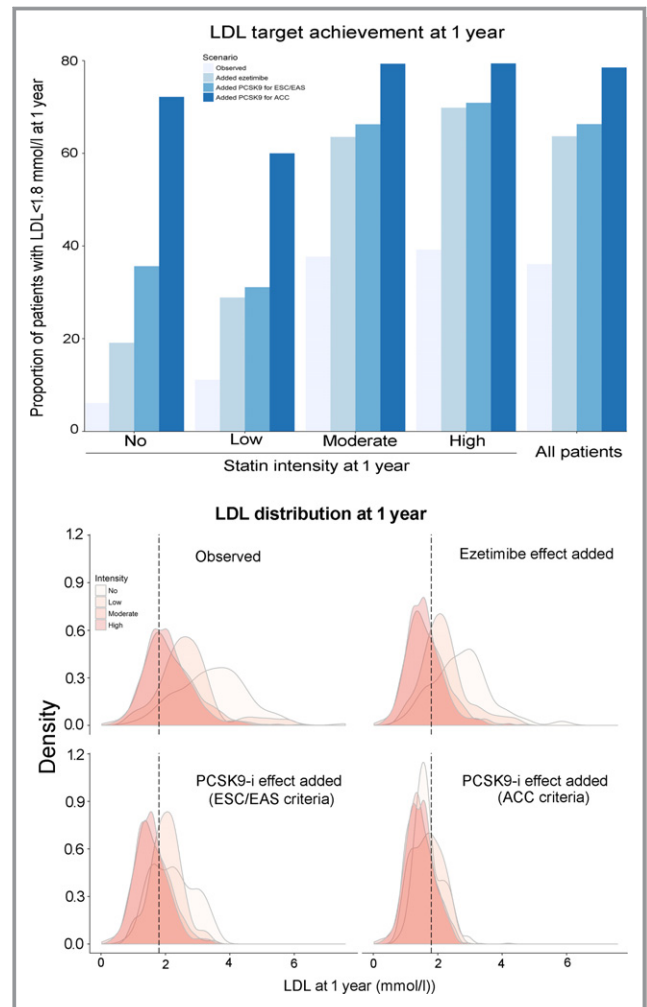 LDL target achievement at 1 year
Proportion of patients with LDL<1.8 mmol/l at 1 year
80
60
40
20
0
Scenario
Observed
Added ezetimibe
Added PCSK9 for ESC/EAS
Added PCSK9 for ACC
No Low Moderate High All patients
Statin intensity at 1 year
LDL distribution at 1 year
Density
1.2
0.9
0.6
0.3
0.0
Intensity
No
Low
Moderate
High
Observed
Ezetimibe effect added
1.2
0.9
0.6
0.3
0.0
PCSK9-i effect added
(ESC/EAS criteria)
PCSK9-i effect added
(ACC criteria)
0 2 4 6 0 2 4 6
LDL at 1 year (mmol/l))